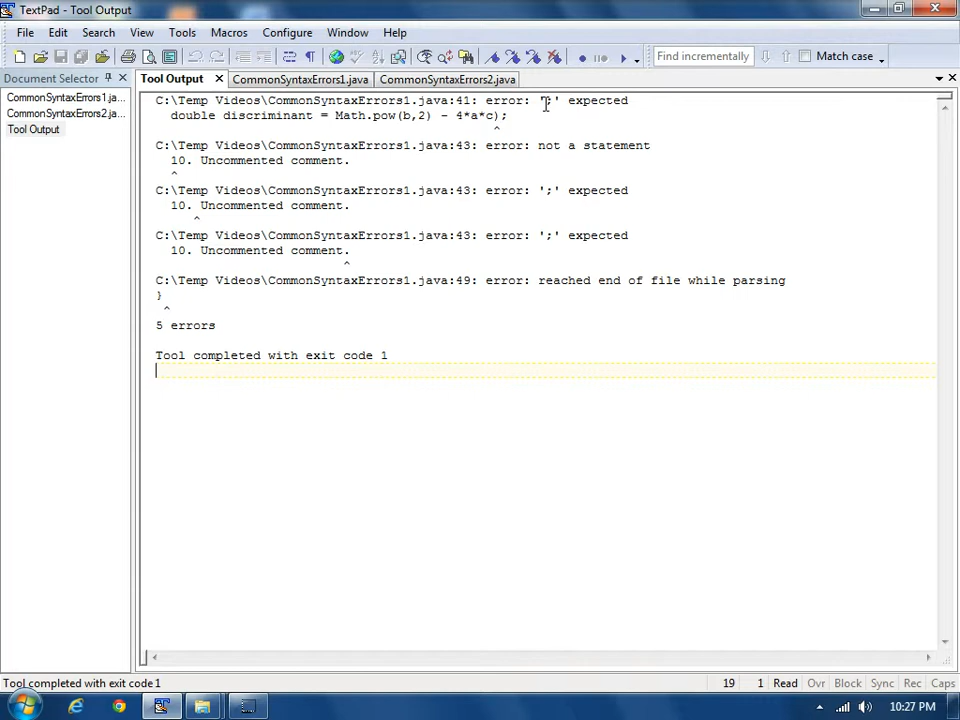 TextPad - Tool Output
File Edit Search View Tools Macros Configure Window Help
Find incrementally Match case
Document Selector
Tool Output CommonSyntaxErrors1.java CommonSyntaxErrors2.java
CommonSyntaxErrors1.ja...
CommonSyntaxErrors2.ja...
Tool Output
C:\Temp Videos\CommonSyntaxErrors1.java:41: error: ';' expected
double discriminant = Math.pow(b,2) - 4*a*c);
^
C:\Temp Videos\CommonSyntaxErrors1.java:43: error: not a statement
10. Uncommented comment.
^
C:\Temp Videos\CommonSyntaxErrors1.java:43: error: ';' expected
10. Uncommented comment.
^
C:\Temp Videos\CommonSyntaxErrors1.java:43: error: ';' expected
10. Uncommented comment.
^
C:\Temp Videos\CommonSyntaxErrors1.java:49: error: reached end of file while parsing
}
^
5 errors
Tool completed with exit code 1
Tool completed with exit code 1 19 1 Read Ovr Block Sync Rec Caps
10:27 PM